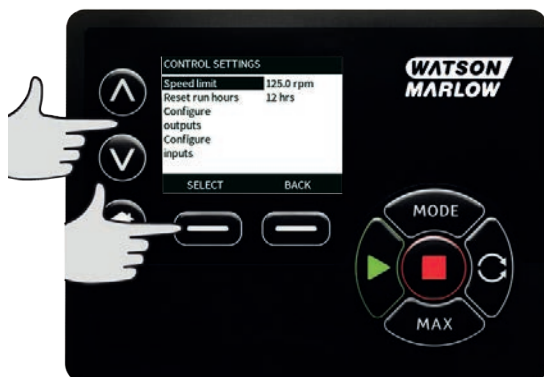 CONTROL SETTINGS
Speed limit 125.0 rpm
Reset run hours 12 hrs
Configure
outputs
Configure
inputs
SELECT BACK
WATSON
MARLOW
MODE
MAX